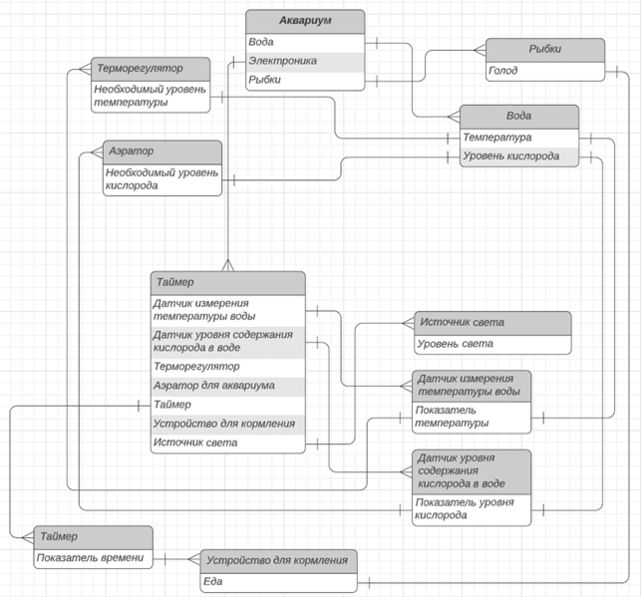 Аквариум
Вода
Электроника
Рыбки
Рыбки
Голод
Терморегулятор
Необходимый уровень
температуры
Вода
Температура
Уровень кислорода
Аэратор
Необходимый уровень
кислорода
Таймер
Датчик измерения
температуры воды
Датчик уровня содержания
кислорода в воде
Терморегулятор
Аэратор для аквариума
Таймер
Устройство для кормления
Источник света
Источник света
Уровень света
Датчик измерения
температуры воды
Показатель
температуры
Датчик уровня
содержания
кислорода в воде
Показатель уровня
кислорода
Таймер
Показатель времени
Устройство для кормления
Еда